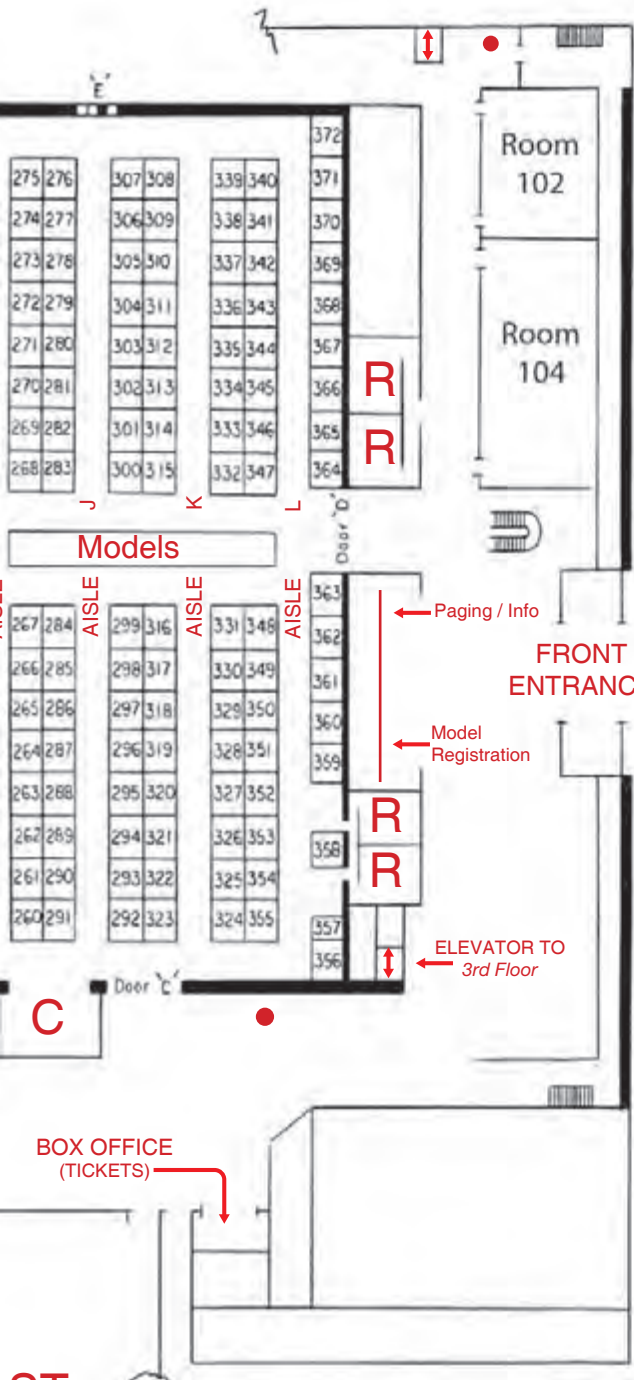 'E'
372
Room
102
275 276 307 308 339 340 371
274 277 306 309 338 341 370
273 278 305 310 337 342 369
272 279 304 311 336 343 368
271 280 303 312 335 344 367
Room
104
270 281 302 313 334 345 366 R
269 282 301 314 333 346 365 R
268 283 300 315 332 347 364
J K L
Door "D"
Models
AISLE AISLE AISLE AISLE
267 284 299 316 331 348 363
Paging / Info
266 285 298 317 330 349 362
FRONT
ENTRANC
265 286 297 318 329 350 361
264 287 296 319 328 351 360
Model
Registration
263 288 295 320 327 352 359
262 289 294 321 326 353 358 R
261 290 293 322 325 354 R
260 291 292 323 324 355 357
356
ELEVATOR TO
3rd Floor
Door 'C'
C
BOX OFFICE
(TICKETS)
ST